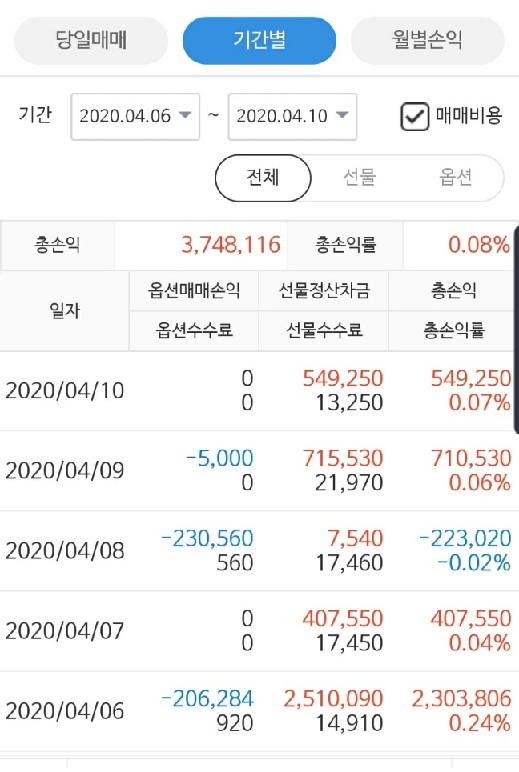 당일매매 기간별 월별손익
기간 2020.04.06 ~ 2020.04.10 매매비용
전체 선물 옵션
총손익 3,748,116 총손익률 0.08%
일자 옵션매매손익 선물정산차금 총손익
옵션수수료 선물수수료 총손익률
2020/04/10 0 549,250 549,250
0 13,250 0.07%
2020/04/09 -5,000 715,530 710,530
0 21,970 0.06%
2020/04/08 -230,560 7,540 -223,020
560 17,460 -0.02%
2020/04/07 0 407,550 407,550
0 17,450 0.04%
2020/04/06 -206,284 2,510,090 2,303,806
920 14,910 0.24%